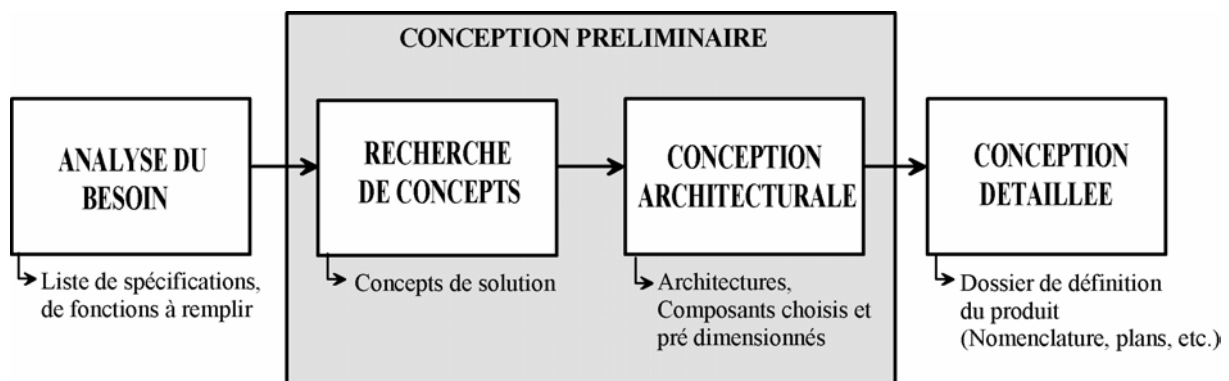 CONCEPTION PRELIMINAIRE
ANALYSE DU
BESOIN
Liste de spécifications,
de fonctions à remplir
RECHERCHE
DE CONCEPTS
Concepts de solution
CONCEPTION
ARCHITECTURALE
Architectures,
Composants choisis et
pré dimensionnés
CONCEPTION
DETAILLEE
Dossier de définition
du produit
(Nomenclature, plans, etc.)